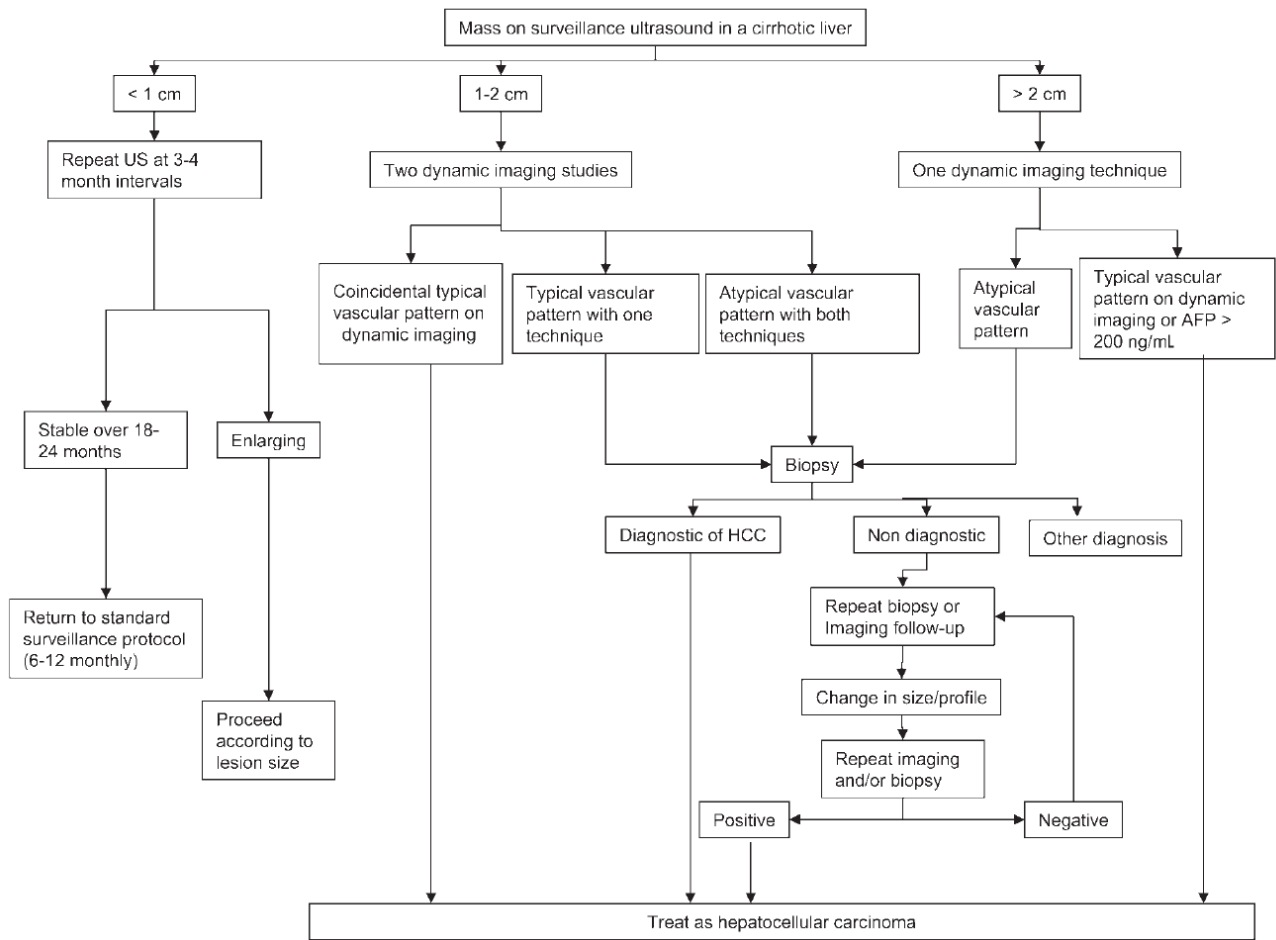 Mass on surveillance ultrasound in a cirrhotic liver
< 1 cm
1-2 cm
> 2 cm
Repeat US at 3-4
month intervals
Two dynamic imaging studies
One dynamic imaging technique
Coincidental typical
vascular pattern on
dynamic imaging
Typical vascular
pattern with one
technique
Atypical vascular
pattern with both
techniques
Atypical
vascular
pattern
Typical vascular
pattern on dynamic
imaging or AFP >
200 ng/mL
Stable over 18-
24 months
Enlarging
Biopsy
Diagnostic of HCC
Non diagnostic
Other diagnosis
Return to standard
surveillance protocol
(6-12 monthly)
Repeat biopsy or
Imaging follow-up
Change in size/profile
Proceed
according to
lesion size
Repeat imaging
and/or biopsy
Positive
Negative
Treat as hepatocellular carcinoma